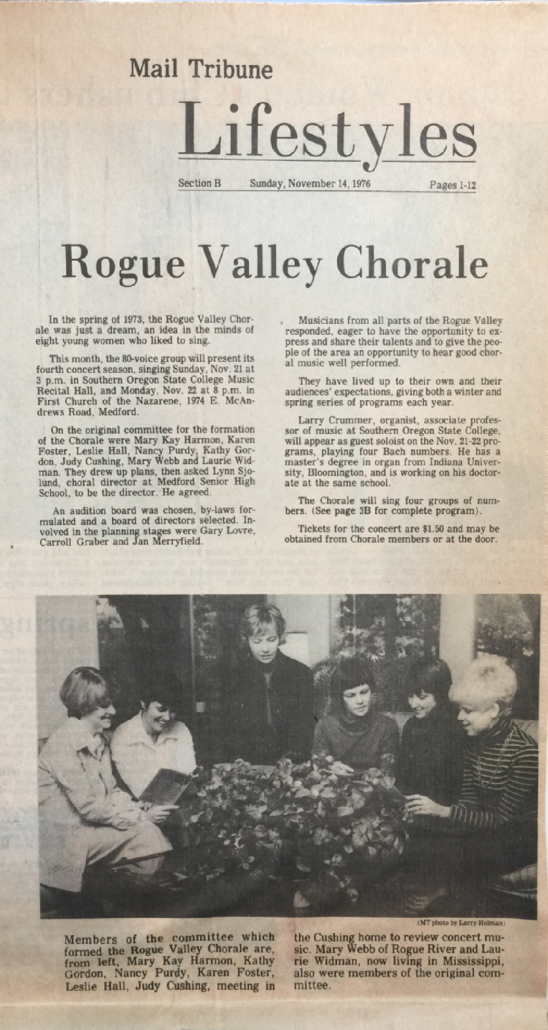 Mail Tribune
Lifestyles
Section B Sunday, November 14, 1976 Pages 1-12
Rogue Valley Chorale
In the spring of 1973, the Rogue Valley Chor-
ale was just a dream, an idea in the minds of
eight young women who liked to sing.
This month, the 80-voice group will present its
fourth concert season, singing Sunday, Nov. 21 at
3 p.m. in Southern Oregon State College Music
Recital Hall, and Monday, Nov. 22 at 8 p.m. in
First Church of the Nazarene, 1974 E. McAn-
drews Road, Medford.
On the original committee for the formation
of the Chorale were Mary Kay Harmon, Karen
Foster, Leslie Hall, Nancy Purdy, Kathy Gor-
don, Judy Cushing, Mary Webb and Laurie Wid-
man. They drew up plans, then asked Lynn Sjo-
lund, choral director at Medford Senior High
School, to be the director. He agreed.
An audition board was chosen, by-laws for-
mulated and a board of directors selected. In-
volved in the planning stages were Gary Lovre,
Carroll Graber and Jan Merryfield.
Musicians from all parts of the Rogue Valley
responded, eager to have the opportunity to ex-
press and share their talents and to give the peo-
ple of the area an opportunity to hear good chor-
al music well performed.
They have lived up to their own and their
audiences' expectations, giving both a winter and
spring series of programs each year.
Larry Crummer, organist, associate profes-
sor of music at Southern Oregon State College,
will appear as guest soloist on the Nov. 21-22 pro-
grams, playing four Bach numbers. He has a
master's degree in organ from Indiana Univer-
sity, Bloomington, and is working on his doctor-
ate at the same school.
The Chorale will sing four groups of num-
bers. (See page 3B for complete program).
Tickets for the concert are $1.50 and may be
obtained from Chorale members or at the door.
(MT photo by Larry Holman)
Members of the committee which
formed the Rogue Valley Chorale are,
from left, Mary Kay Harmon, Kathy
Gordon, Nancy Purdy, Karen Foster,
Leslie Hall, Judy Cushing, meeting in
the Cushing home to review concert mu-
sic. Mary Webb of Rogue River and Lau-
rie Widman, now living in Mississippi,
also were members of the original com-
mittee.